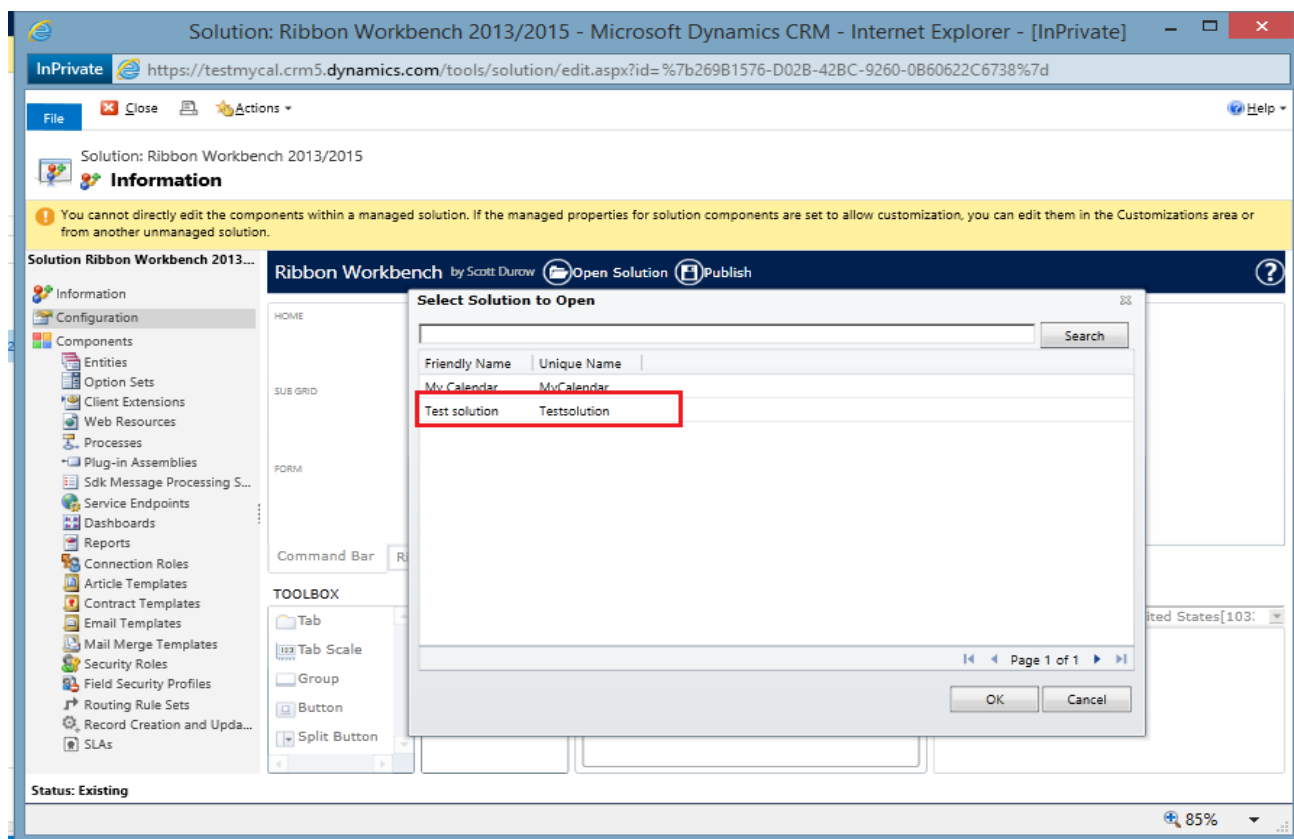 Solution: Ribbon Workbench 2013/2015 - Microsoft Dynamics CRM - Internet Explorer - [InPrivate]
InPrivate https://testmycal.crm5.dynamics.com/tools/solution/edit.aspx?id=%7b269B1576-D02B-42BC-9260-0B60622C6738%7d
File Close Actions Help
Solution: Ribbon Workbench 2013/2015
Information
You cannot directly edit the components within a managed solution. If the managed properties for solution components are set to allow customization, you can edit them in the Customizations area or
from another unmanaged solution.
Solution Ribbon Workbench 2013...
Information
Configuration
Components
Entities
Option Sets
Client Extensions
Web Resources
Processes
Plug-in Assemblies
Sdk Message Processing S...
Service Endpoints
Dashboards
Reports
Connection Roles
Article Templates
Contract Templates
Email Templates
Mail Merge Templates
Security Roles
Field Security Profiles
Routing Rule Sets
Record Creation and Upda...
SLAs
Ribbon Workbench by Scott Durow Open Solution Publish ?
HOME
SUB GRID
FORM
Command Bar Ri
TOOLBOX
Tab
Tab Scale
Group
Button
Split Button
Select Solution to Open
Search
Friendly Name Unique Name
My Calendar MyCalendar
Test solution Testsolution
Page 1 of 1
OK Cancel
ited States[103:
Status: Existing
85%